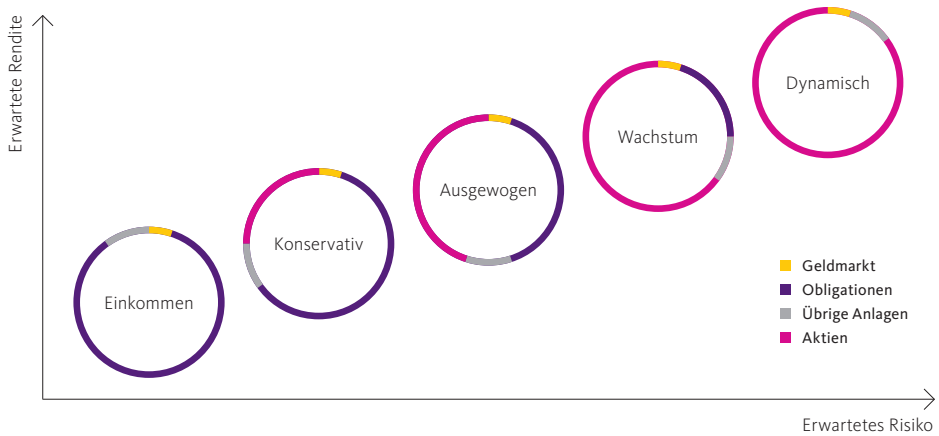 Erwartete Rendite
Dynamisch
Wachstum
Ausgewogen
Konservativ
Einkommen
Geldmarkt
Obligationen
Übrige Anlagen
Aktien
Erwartetes Risiko